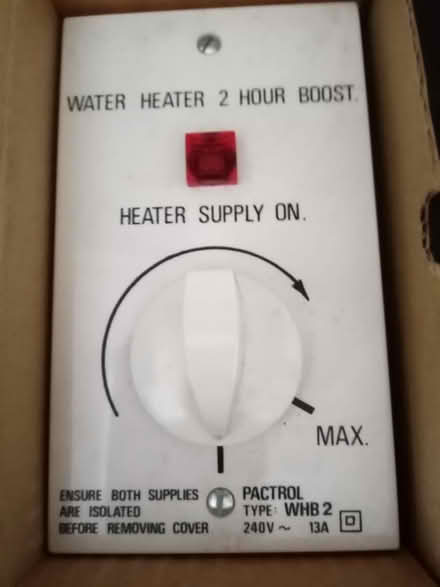 WATER HEATER 2 HOUR BOOST.
HEATER SUPPLY ON.
MAX.
ENSURE BOTH SUPPLIES
ARE ISOLATED
BEFORE REMOVING COVER
PACTROL
TYPE: WHB 2
240V ~ 13A